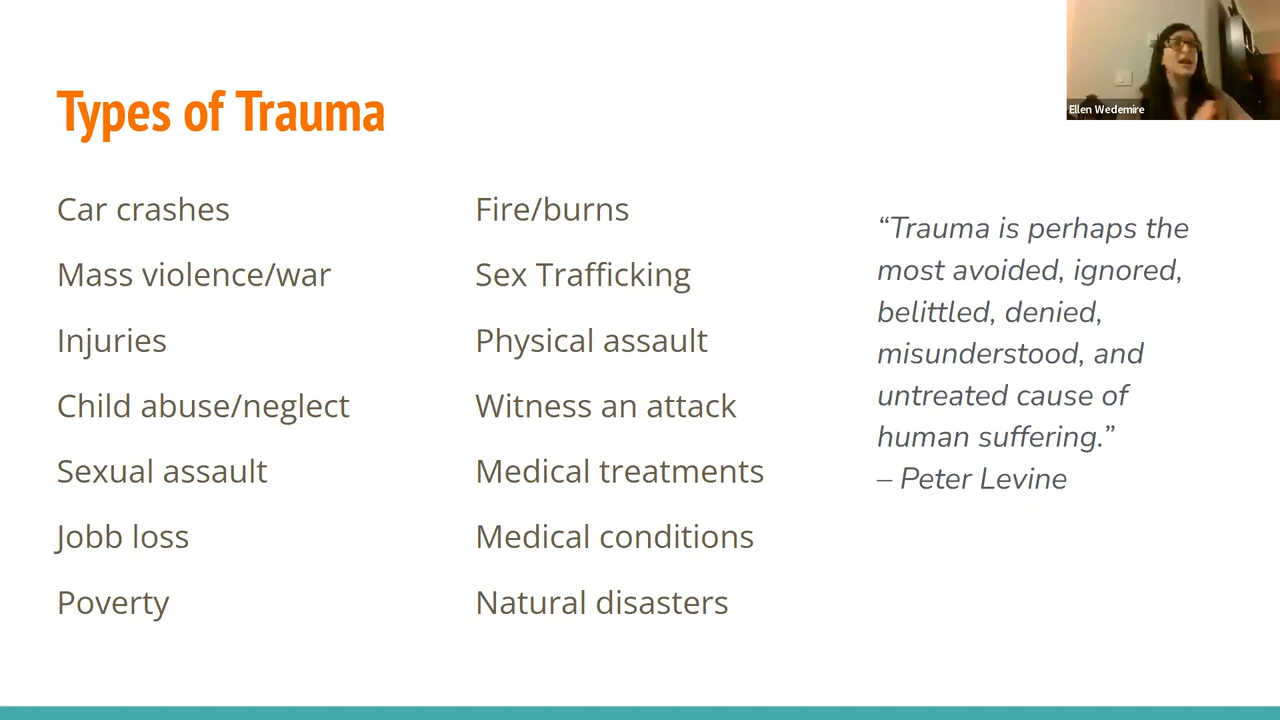 Types of Trauma
Car crashes
Mass violence/war
Injuries
Child abuse/neglect
Sexual assault
Jobb loss
Poverty
Fire/burns
Sex Trafficking
Physical assault
Witness an attack
Medical treatments
Medical conditions
Natural disasters
“Trauma is perhaps the
most avoided, ignored,
belittled, denied,
misunderstood, and
untreated cause of
human suffering.”
– Peter Levine
Ellen Wedemire